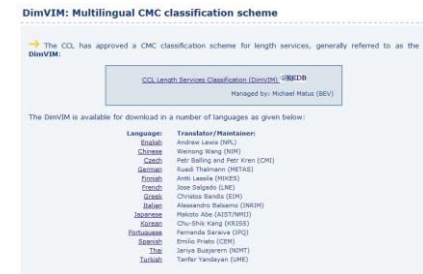 DimVIM: Multilingual CMC classification scheme
→ The CCL has approved a CMC classification scheme for length services, generally referred to as the
DimVIM:
CCL Length Services Classification (DimVIM)
Managed by: Michael Matus (BEV)
The DimVIM is available for download in a number of languages as given below:
Language: Translator/Maintainer:
English Andrew Lewis (NPL)
Chinese Weinong Wang (NIM)
Czech Petr Balling and Petr Kren (CMI)
German Ruedi Thalmann (METAS)
Finnish Antti Lassila (MIKES)
French Jose Salgado (LNE)
Greek Christos Bandis (EIM)
Italian Alessandro Balsamo (INRIM)
Japanese Makoto Abe (AIST/NMIJ)
Korean Chu-Shik Kang (KRISS)
Portuguese Fernanda Saraiva (IPQ)
Spanish Emilio Prieto (CEM)
Thai Jariya Buajarern (NIMT)
Turkish Tanfer Yandayan (UME)